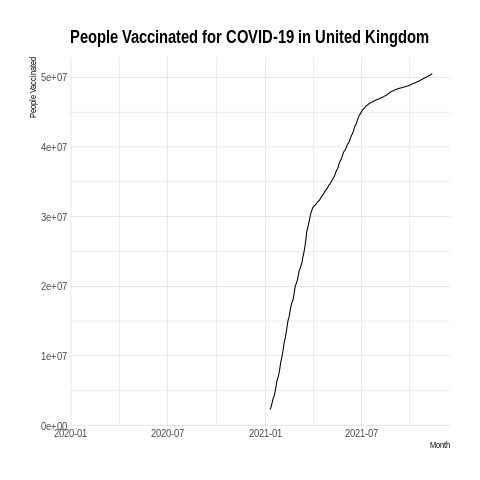 People Vaccinated for COVID-19 in United Kingdom
People Vaccinated
5e+07
4e+07
3e+07
2e+07
1e+07
0e+00
2020-01 2020-07 2021-01 2021-07
Month